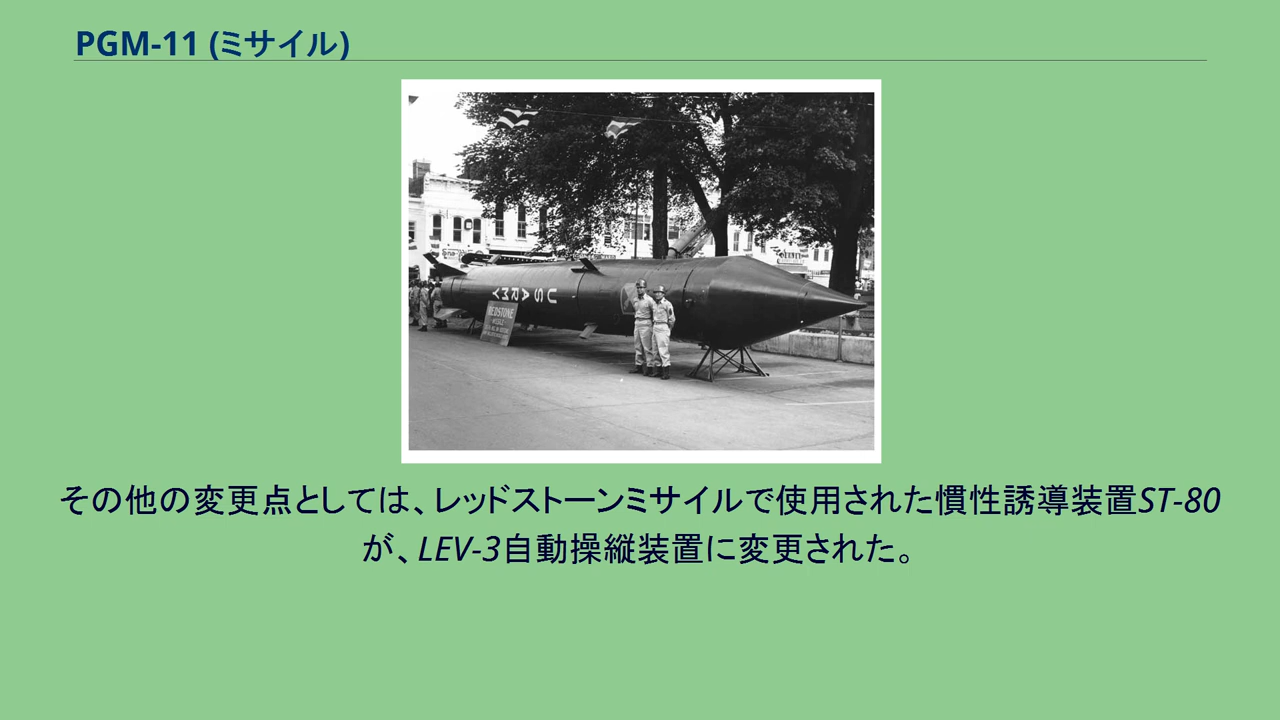 PGM-11 (ミサイル)
U S A R M Y
REDSTONE
MISSILE
その他の変更点としては、レッドストーンミサイルで使用された慣性誘導装置ST-80
が、LEV-3自動操縦装置に変更された。